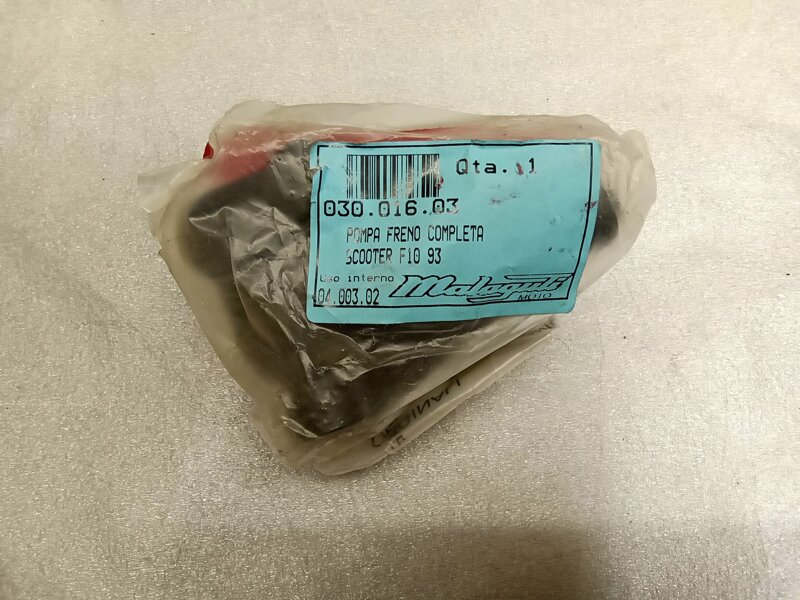 Qta. 1
030.016.03
POMPA FRENO COMPLETA
SCOOTER F10 93
Uso interno
04.003.02
Malaguti
MOTO